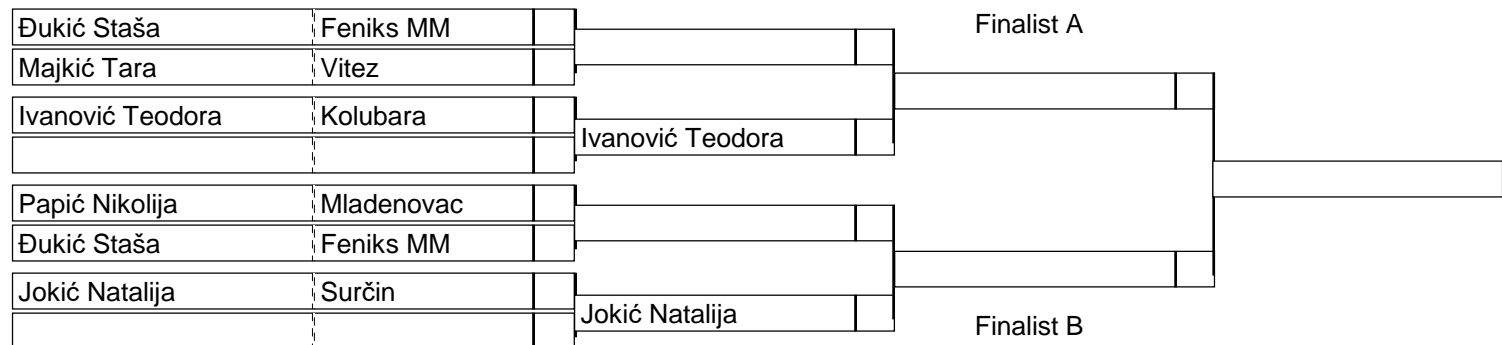 Đukić Staša Feniks MM
Finalist A
Majkić Tara Vitez
Ivanović Teodora Kolubara
Ivanović Teodora
Papić Nikolija Mladenovac
Đukić Staša Feniks MM
Jokić Natalija Surčin
Jokić Natalija
Finalist B